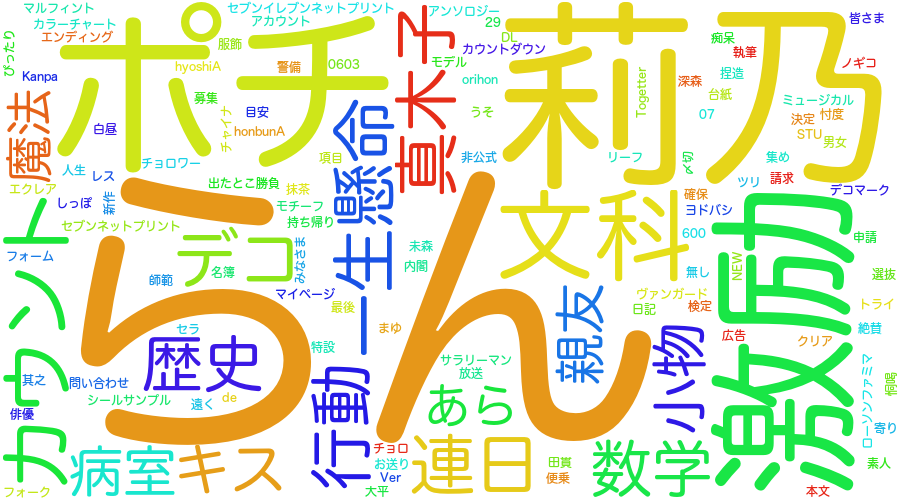 マルフィント
カラーチャート
エンディング
ぴったり
Kanpa
魔法
白昼
ポチ
hyoshiA
服飾
セブンイレブンネットプリント
アカウント
警備
0603
募集
チャイナ
目安
honbunA
チョロワー
項目
アンソロジー
29
DL
カウントダウン
モデル
orihon
うそ
非公式
真木子
莉乃
Togetter
リーフ
〆切
痴呆
執筆
捏造
深森
台紙
07
皆さま
ノギコ
ミュージカル
忖度
決定
STU
男女
集め
請求
ツリ
デコマーク
人生
レス
エクレア
しっぽ
新作
出たとこ勝負
抹茶
モチーフ
持ち帰り
セブンネットプリント
一生懸命
文科
確保
ヨドバシ
600
無し
NEW
激励
申請
選抜
カウント
フォーム
デコ
みなさま
師範
名簿
マイページ
未森
内閣
最後
まゆ
ヴァンガード
検定
日記
トライ
絶賛
広告
クリア
らん
セラ
特設
歴史
其之
問い合わせ
俳優
シールサンプル
遠く
de
行動
サラリーマン
放送
親友
小物
あら
ローソンファミマ
恫喝
寄り
素人
フォーク
病室
キス
チョロ
お送り
Ver
大平
連日
田貫
便乗
数学
本文